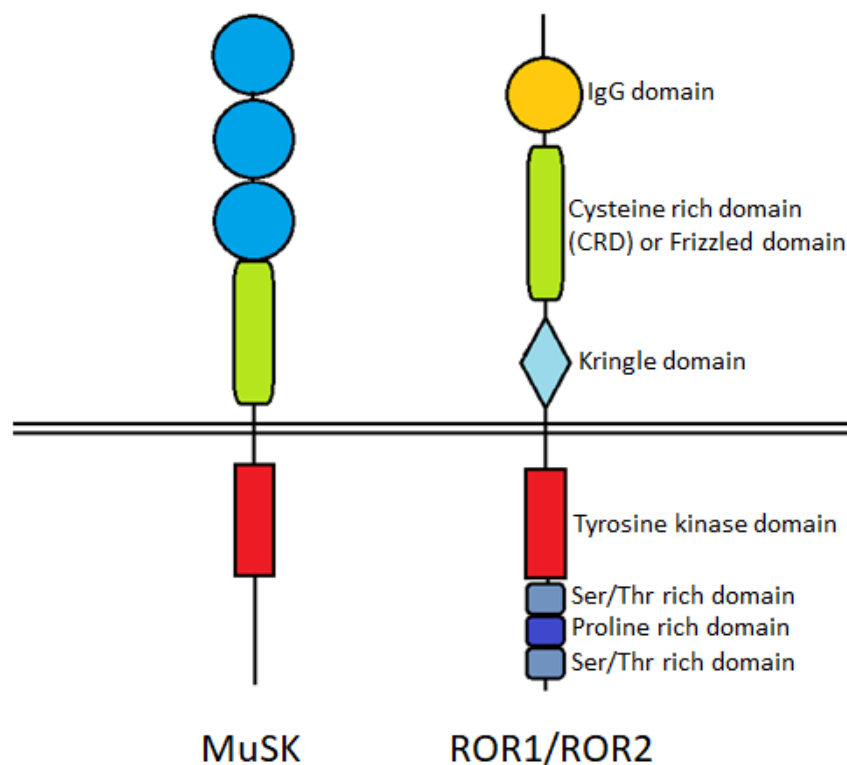 IgG domain
Cysteine rich domain
(CRD) or Frizzled domain
Kringle domain
Tyrosine kinase domain
Ser/Thr rich domain
Proline rich domain
Ser/Thr rich domain
MuSK
ROR1/ROR2